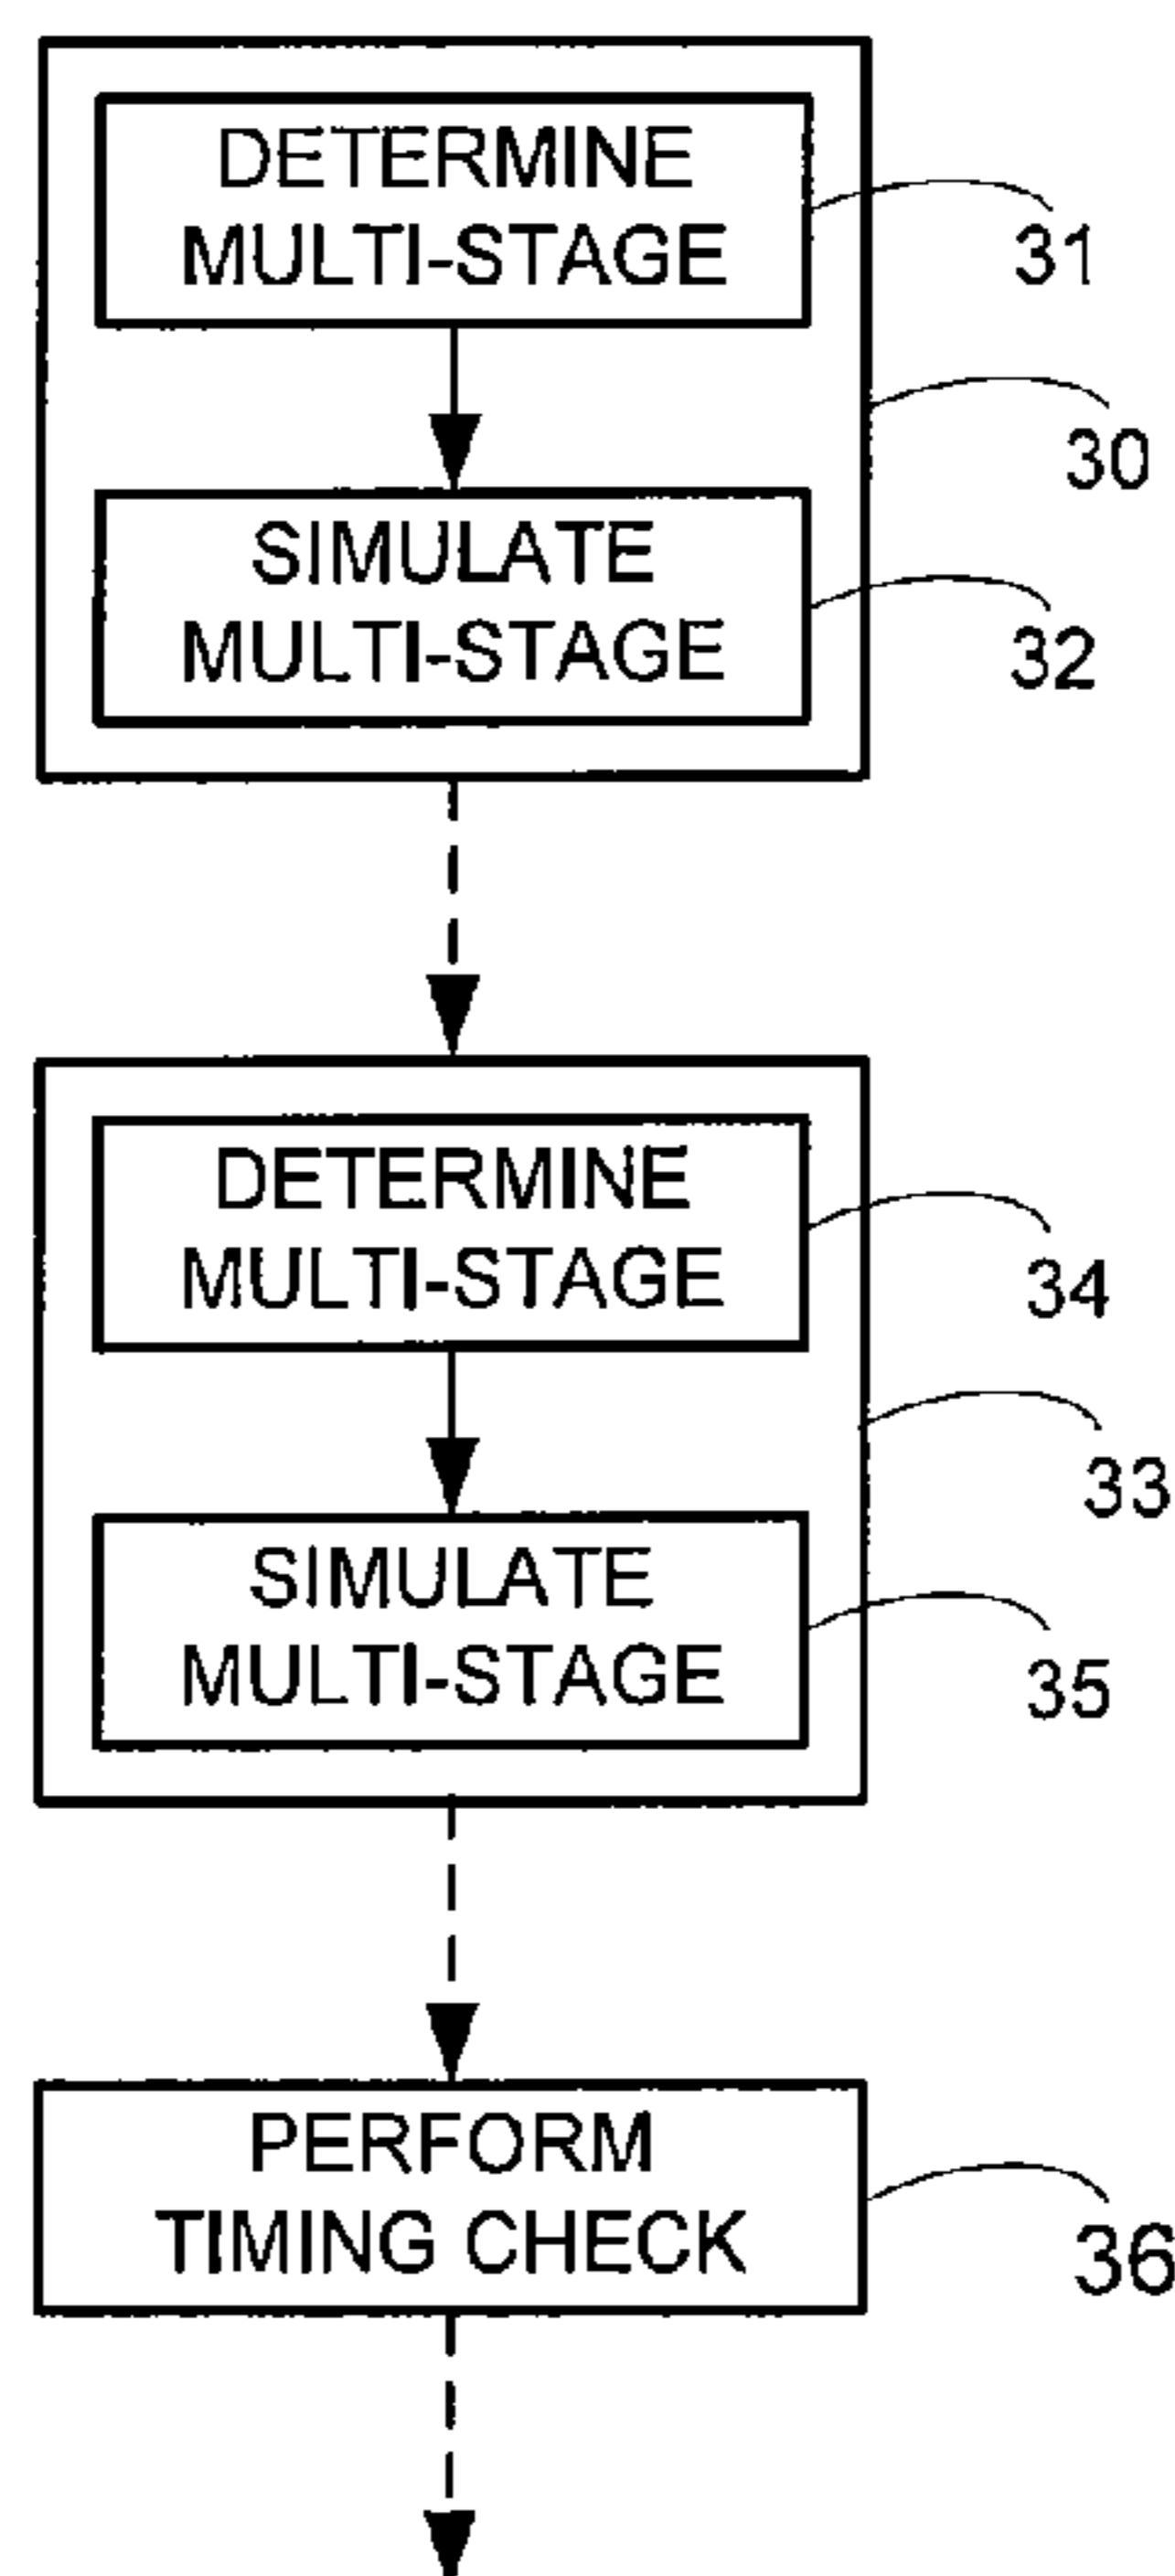 DETERMINE
MULTI-STAGE
31
30
SIMULATE
MULTI-STAGE
32
DETERMINE
MULTI-STAGE
34
33
SIMULATE
MULTI-STAGE
35
PERFORM
TIMING CHECK
36